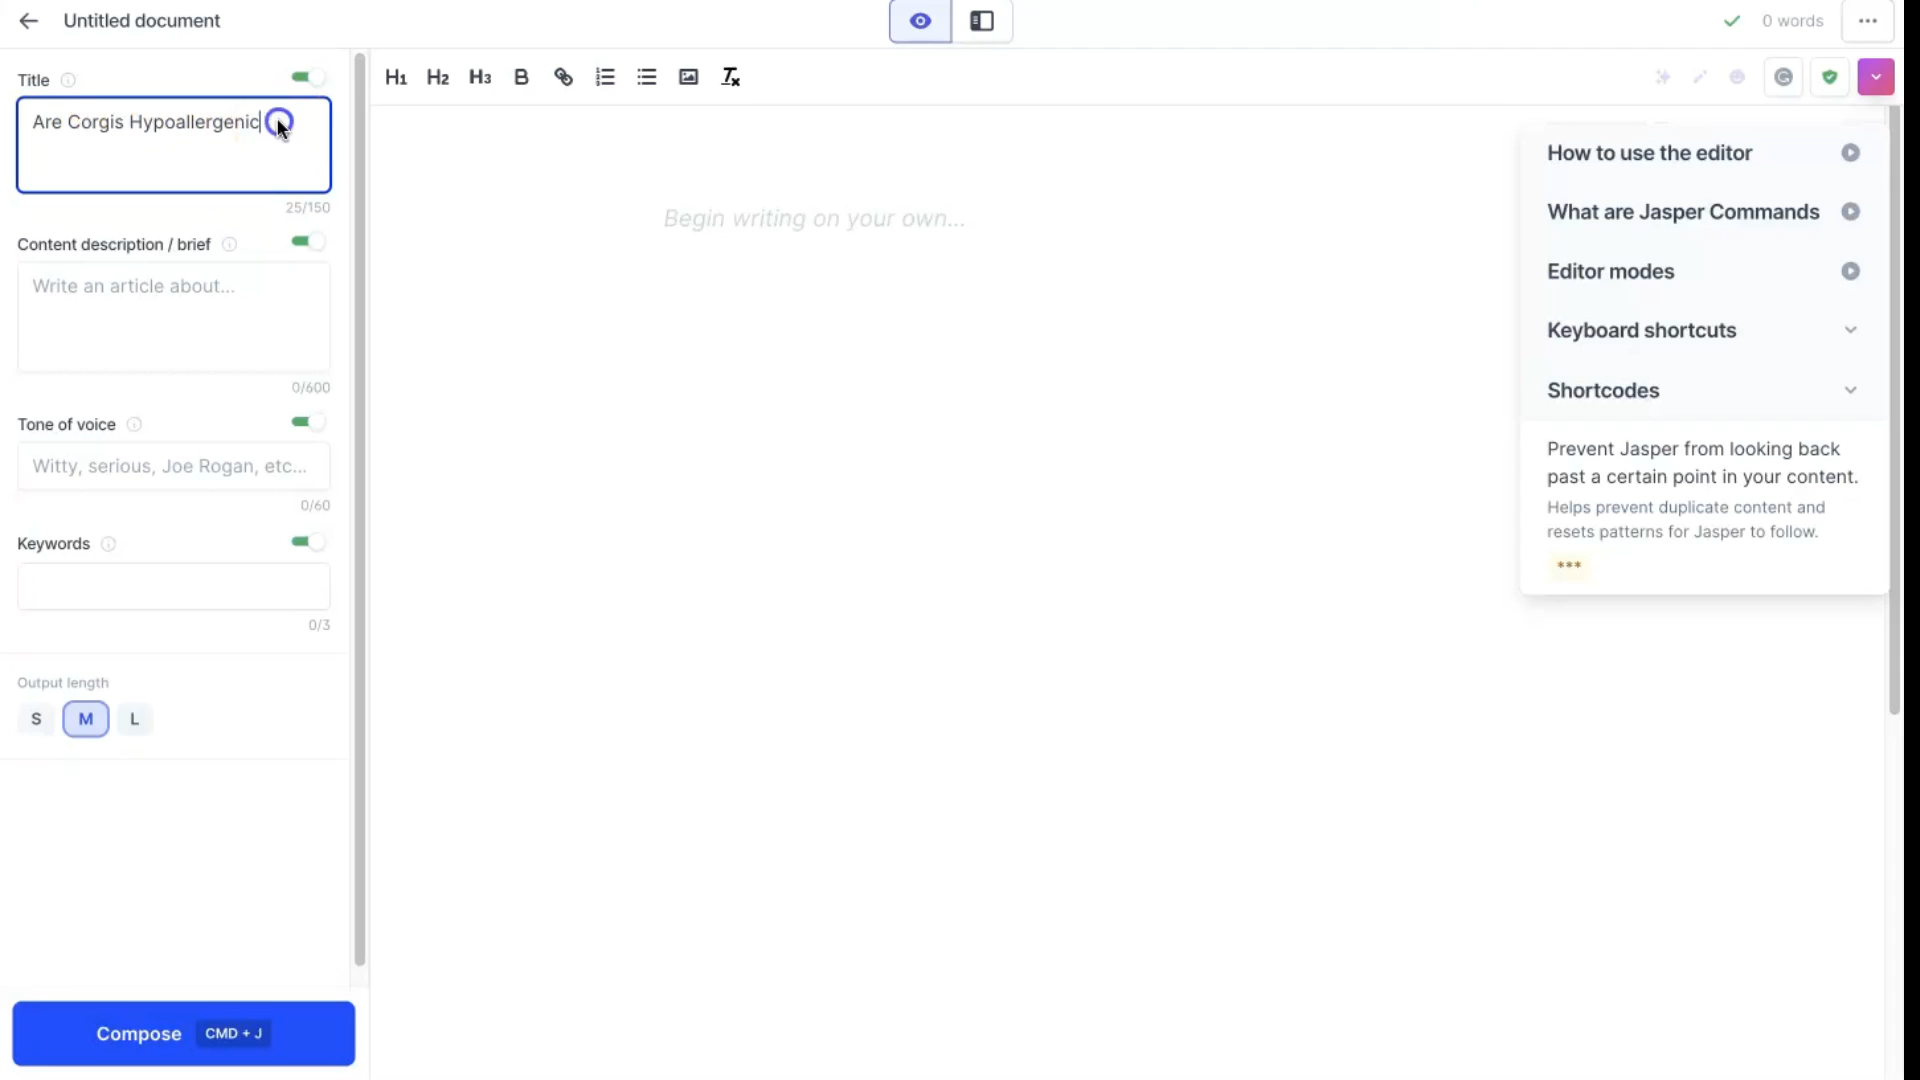 Untitled document
0 words
Title
Are Corgis Hypoallergenic
25/150
Content description / brief
Write an article about...
0/600
Tone of voice
Witty, serious, Joe Rogan, etc...
0/60
Keywords
0/3
Output length
S M L
Compose CMD + J
H1 H2 H3 B
Begin writing on your own...
How to use the editor
What are Jasper Commands
Editor modes
Keyboard shortcuts
Shortcodes
Prevent Jasper from looking back
past a certain point in your content.
Helps prevent duplicate content and
resets patterns for Jasper to follow.
***